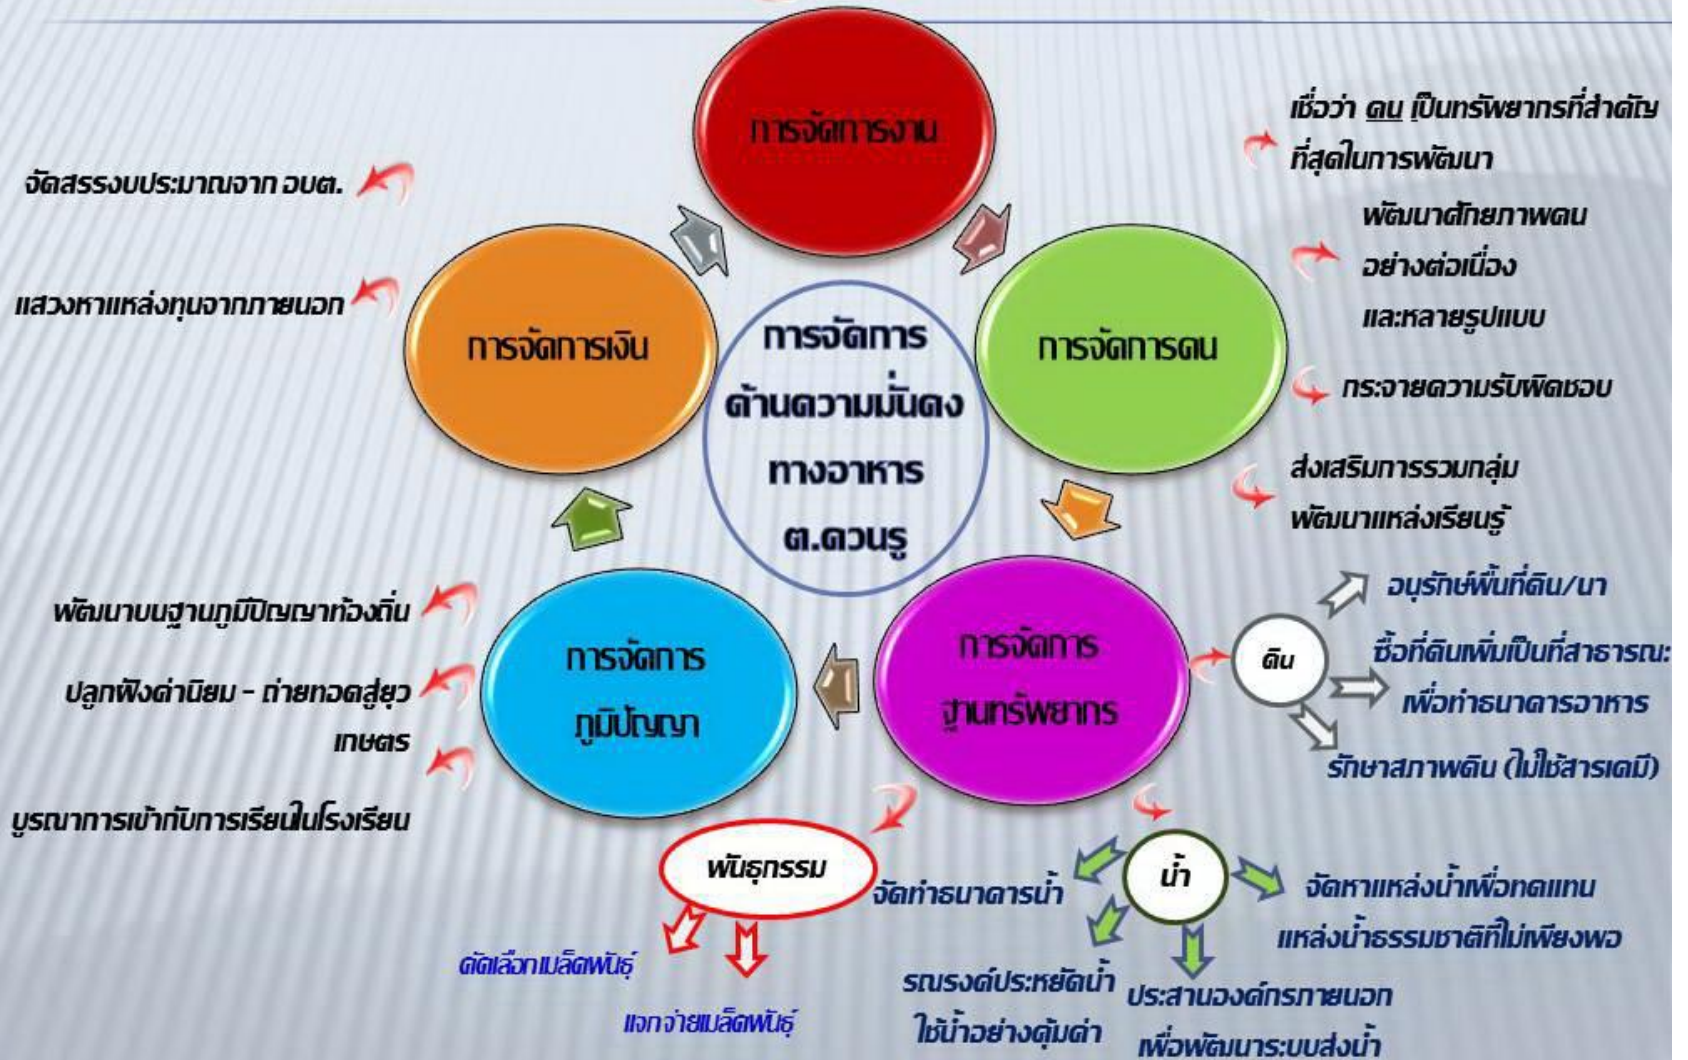 การจัดการงาน
เชื่อว่า คน เป็นทรัพยากรที่สำคัญ
ที่สุดในการพัฒนา
พัฒนาศักยภาพคน
อย่างต่อเนื่อง
และหลายรูปแบบ
กระจายความรับผิดชอบ
ส่งเสริมการรวมกลุ่ม
พัฒนาแหล่งเรียนรู้
จัดสรรงบประมาณจาก อบต.
แสวงหาแหล่งทุนจากภายนอก
การจัดการเงิน
การจัดการ
ด้านความมั่นคง
ทางอาหาร
ต.ควนรู
การจัดการคน
พัฒนาบนฐานภูมิปัญญาท้องถิ่น
ปลูกฝังค่านิยม - ถ่ายทอดสู่ยุว
เกษตร
บูรณาการเข้ากับการเรียนในโรงเรียน
การจัดการ
ภูมิปัญญา
การจัดการ
ฐานทรัพยากร
ดิน
อนุรักษ์พื้นที่ดิน/นา
ซื้อที่ดินเพิ่มเป็นที่สาธารณะ
เพื่อทำธนาคารอาหาร
รักษาสภาพดิน (ไม่ใช้สารเคมี)
พันธุกรรม
คัดเลือกเมล็ดพันธุ์
แจกจ่ายเมล็ดพันธุ์
น้ำ
จัดทำธนาคารน้ำ
รณรงค์ประหยัดน้ำ
ใช้น้ำอย่างคุ้มค่า
ประสานองค์กรภายนอก
เพื่อพัฒนาระบบส่งน้ำ
จัดหาแหล่งน้ำเพื่อทดแทน
แหล่งน้ำธรรมชาติที่ไม่เพียงพอ